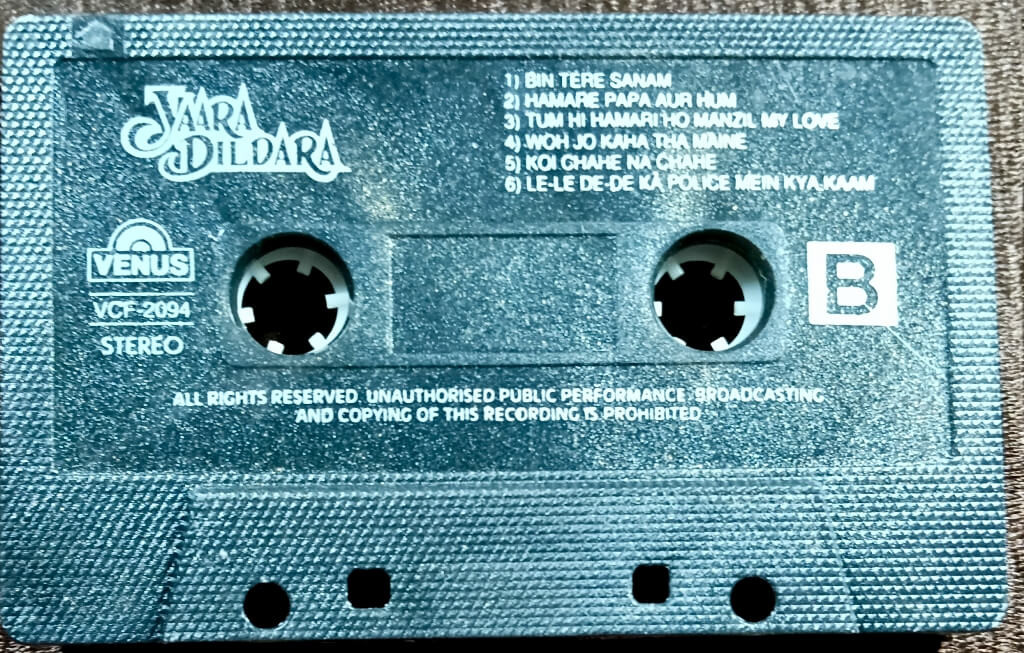 YAARA
DILDARA
1) BIN TERE SANAM
2) HAMARE PAPA AUR HUM
3) TUM HI HAMARI HO MANZIL MY LOVE
4) WOH JO KAHA THA MAINE
5) KOI CHAHE NA CHAHE
6) LE-LE DE-DE KA POLICE MEIN KYA KAAM
VENUS
VCF-2094
STEREO
B
ALL RIGHTS RESERVED. UNAUTHORISED PUBLIC PERFORMANCE, BROADCASTING
AND COPYING OF THIS RECORDING IS PROHIBITED